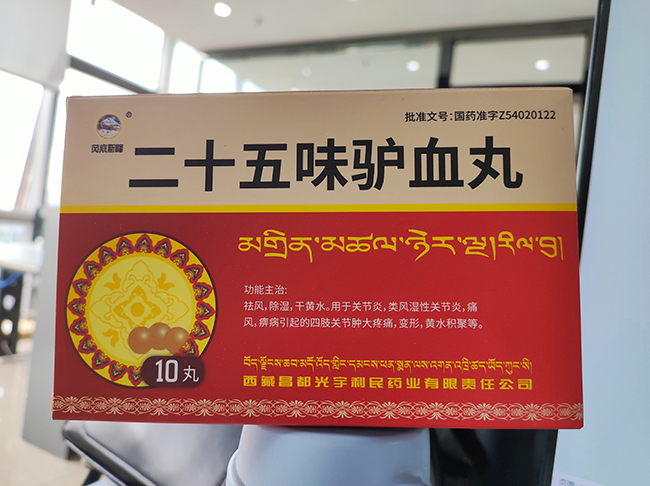 批准文号：国药准字Z54020122
二十五味驴血丸
མགྲིན་མཚལ་ཉེར་ལྔ།རིལ་བུ།
功能主治：
祛风，除湿，干黄水。用于关节炎，类风湿性关节炎，痛
风，痹病引起的四肢关节肿大疼痛，变形，黄水积聚等。
10丸
西藏昌都光宇利民药业有限责任公司